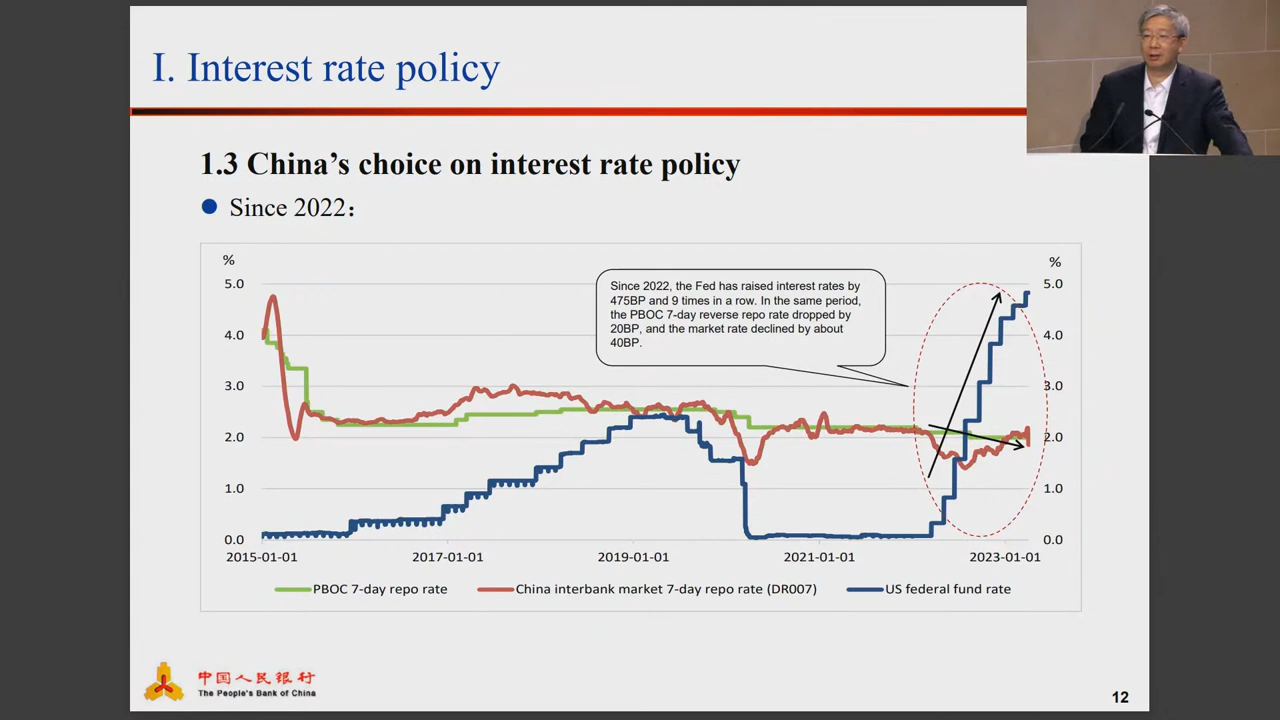 I. Interest rate policy
1.3 China’s choice on interest rate policy
Since 2022：
%
%
Since 2022, the Fed has raised interest rates by
475BP and 9 times in a row. In the same period,
the PBOC 7-day reverse repo rate dropped by
20BP, and the market rate declined by about
40BP.
5.0
5.0
4.0
4.0
3.0
3.0
2.0
2.0
1.0
1.0
0.0
0.0
2015-01-01
2017-01-01
2019-01-01
2021-01-01
2023-01-01
PBOC 7-day repo rate
China interbank market 7-day repo rate (DR007)
US federal fund rate
中国人民银行
The People's Bank of China
12